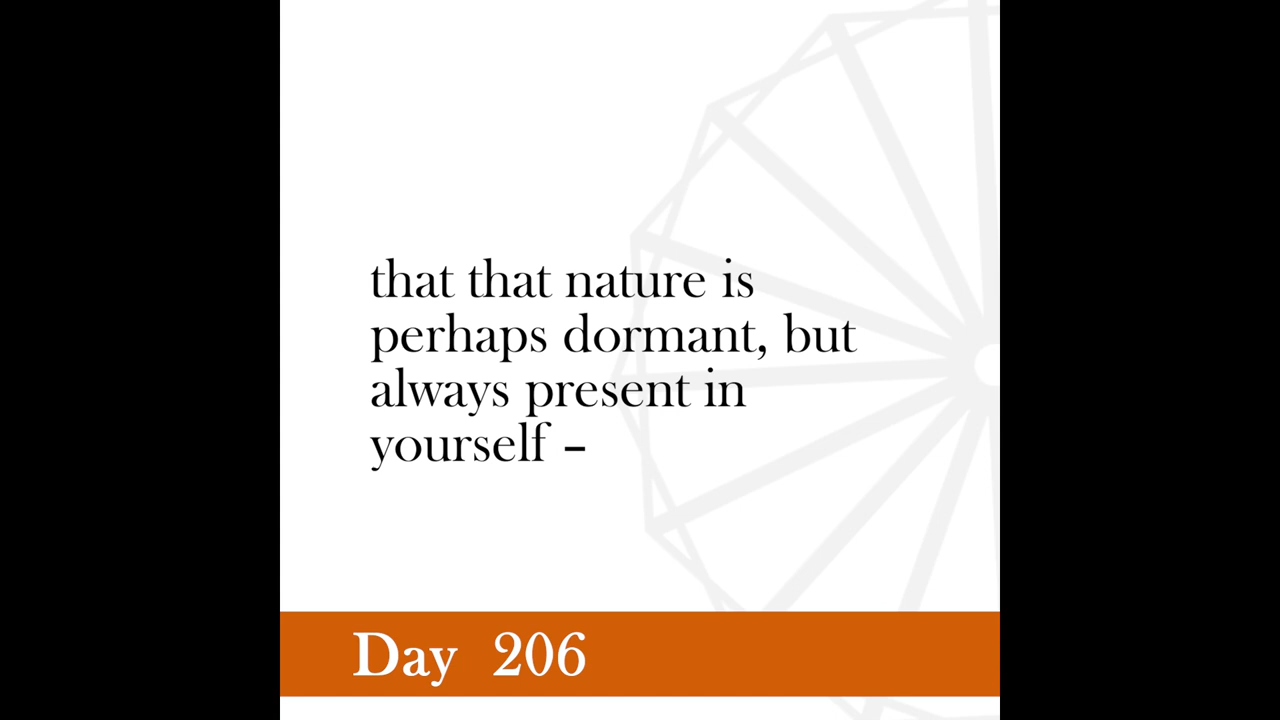 that that nature is
perhaps dormant, but
always present in
yourself –
Day 206